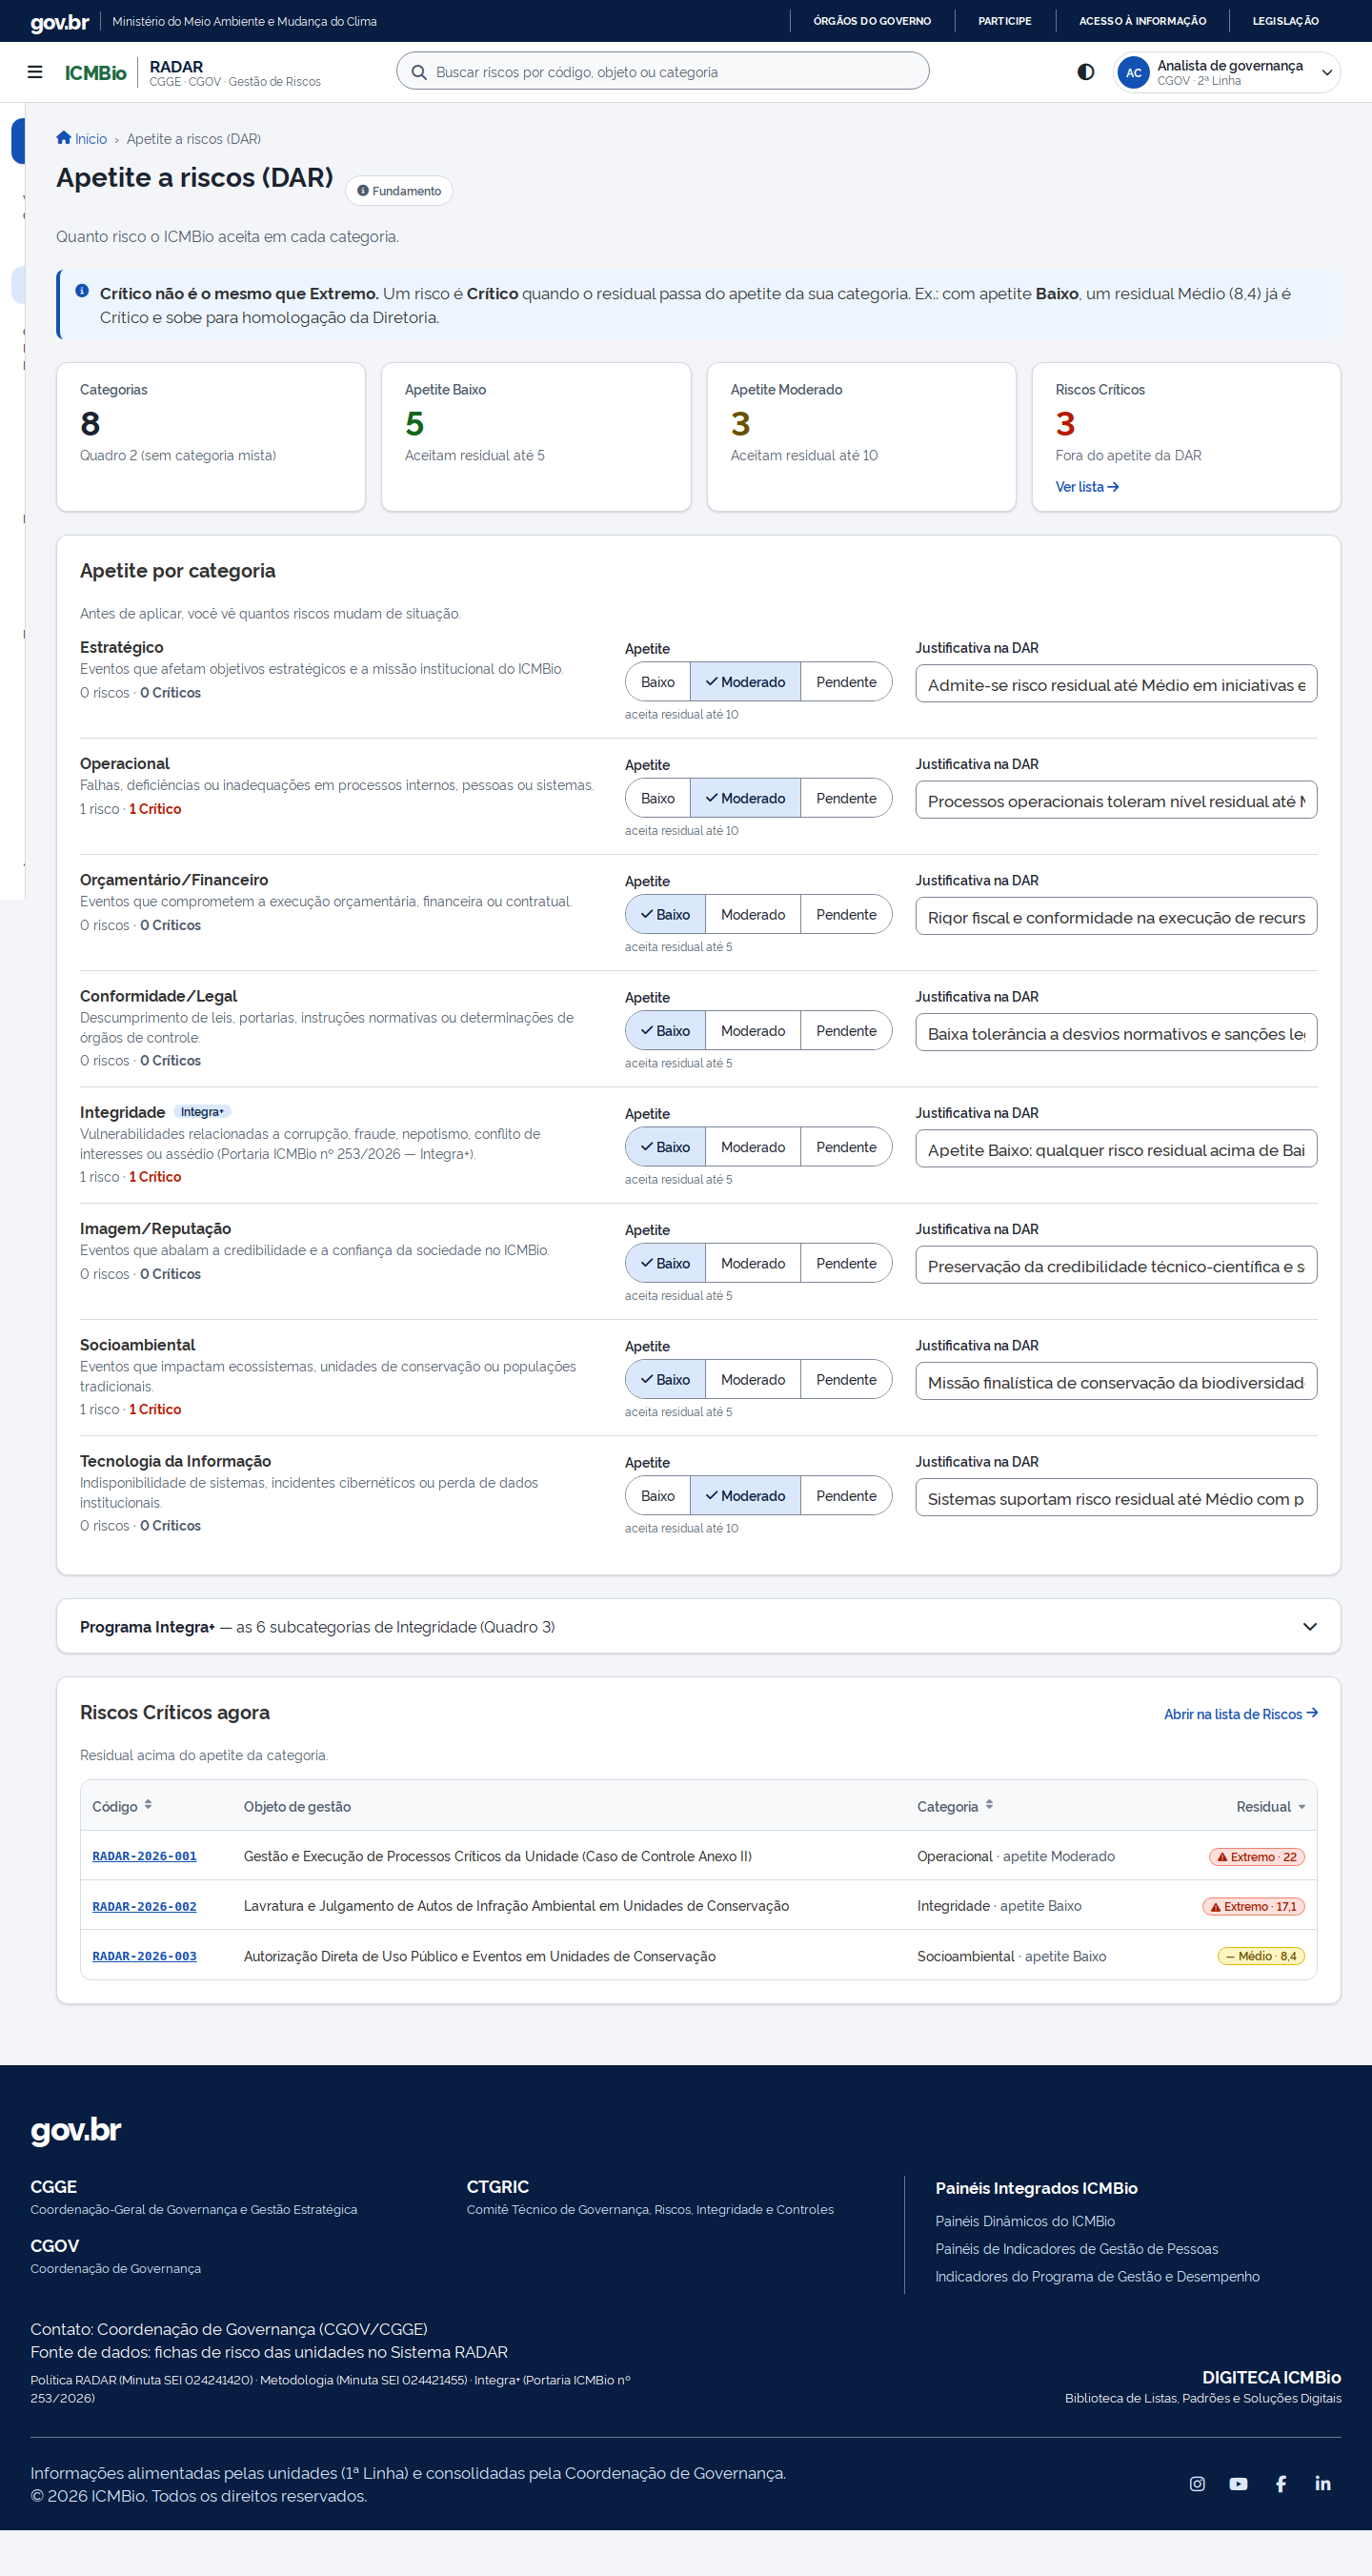 gov.br
Ministério do Meio Ambiente e Mudança do Clima
ÓRGÃOS DO GOVERNO
PARTICIPE
ACESSO À INFORMAÇÃO
LEGISLAÇÃO
ICMBio
RADAR
CGGE · CGOV · Gestão de Riscos
Buscar riscos por código, objeto ou categoria
AC
Analista de governança
CGOV · 2ª Linha
Início › Apetite a riscos (DAR)
Apetite a riscos (DAR)
Fundamento
Quanto risco o ICMBio aceita em cada categoria.
Crítico não é o mesmo que Extremo. Um risco é Crítico quando o residual passa do apetite da sua categoria. Ex.: com apetite Baixo, um residual Médio (8,4) já é
Crítico e sobe para homologação da Diretoria.
Categorias
8
Quadro 2 (sem categoria mista)
Apetite Baixo
5
Aceitam residual até 5
Apetite Moderado
3
Aceitam residual até 10
Riscos Críticos
3
Fora do apetite da DAR
Ver lista
Apetite por categoria
Antes de aplicar, você vê quantos riscos mudam de situação.
Estratégico
Eventos que afetam objetivos estratégicos e a missão institucional do ICMBio.
0 riscos · 0 Críticos
Apetite
Baixo Moderado Pendente
aceita residual até 10
Justificativa na DAR
Admite-se risco residual até Médio em iniciativas e
Operacional
Falhas, deficiências ou inadequações em processos internos, pessoas ou sistemas.
1 risco · 1 Crítico
Apetite
Baixo Moderado Pendente
aceita residual até 10
Justificativa na DAR
Processos operacionais toleram nível residual até M
Orçamentário/Financeiro
Eventos que comprometem a execução orçamentária, financeira ou contratual.
0 riscos · 0 Críticos
Apetite
Baixo Moderado Pendente
aceita residual até 5
Justificativa na DAR
Rigor fiscal e conformidade na execução de recurs
Conformidade/Legal
Descumprimento de leis, portarias, instruções normativas ou determinações de
órgãos de controle.
0 riscos · 0 Críticos
Apetite
Baixo Moderado Pendente
aceita residual até 5
Justificativa na DAR
Baixa tolerância a desvios normativos e sanções leg
Integridade Integra+
Vulnerabilidades relacionadas a corrupção, fraude, nepotismo, conflito de
interesses ou assédio (Portaria ICMBio nº 253/2026 — Integra+).
1 risco · 1 Crítico
Apetite
Baixo Moderado Pendente
aceita residual até 5
Justificativa na DAR
Apetite Baixo: qualquer risco residual acima de Bai
Imagem/Reputação
Eventos que abalam a credibilidade e a confiança da sociedade no ICMBio.
0 riscos · 0 Críticos
Apetite
Baixo Moderado Pendente
aceita residual até 5
Justificativa na DAR
Preservação da credibilidade técnico-científica e s
Socioambiental
Eventos que impactam ecossistemas, unidades de conservação ou populações
tradicionais.
1 risco · 1 Crítico
Apetite
Baixo Moderado Pendente
aceita residual até 5
Justificativa na DAR
Missão finalística de conservação da biodiversidad
Tecnologia da Informação
Indisponibilidade de sistemas, incidentes cibernéticos ou perda de dados
institucionais.
0 riscos · 0 Críticos
Apetite
Baixo Moderado Pendente
aceita residual até 10
Justificativa na DAR
Sistemas suportam risco residual até Médio com p
Programa Integra+ — as 6 subcategorias de Integridade (Quadro 3)
Riscos Críticos agora
Abrir na lista de Riscos
Residual acima do apetite da categoria.
Código Objeto de gestão Categoria Residual
RADAR-2026-001 Gestão e Execução de Processos Críticos da Unidade (Caso de Controle Anexo II) Operacional · apetite Moderado Extremo · 22
RADAR-2026-002 Lavratura e Julgamento de Autos de Infração Ambiental em Unidades de Conservação Integridade · apetite Baixo Extremo · 17,1
RADAR-2026-003 Autorização Direta de Uso Público e Eventos em Unidades de Conservação Socioambiental · apetite Baixo — Médio · 8,4
gov.br
CGGE
Coordenação-Geral de Governança e Gestão Estratégica
CGOV
Coordenação de Governança
CTGRIC
Comitê Técnico de Governança, Riscos, Integridade e Controles
Painéis Integrados ICMBio
Painéis Dinâmicos do ICMBio
Painéis de Indicadores de Gestão de Pessoas
Indicadores do Programa de Gestão e Desempenho
Contato: Coordenação de Governança (CGOV/CGGE)
Fonte de dados: fichas de risco das unidades no Sistema RADAR
Política RADAR (Minuta SEI 024241420) · Metodologia (Minuta SEI 024421455) · Integra+ (Portaria ICMBio nº
253/2026)
DIGITECA ICMBio
Biblioteca de Listas, Padrões e Soluções Digitais
Informações alimentadas pelas unidades (1ª Linha) e consolidadas pela Coordenação de Governança.
© 2026 ICMBio. Todos os direitos reservados.